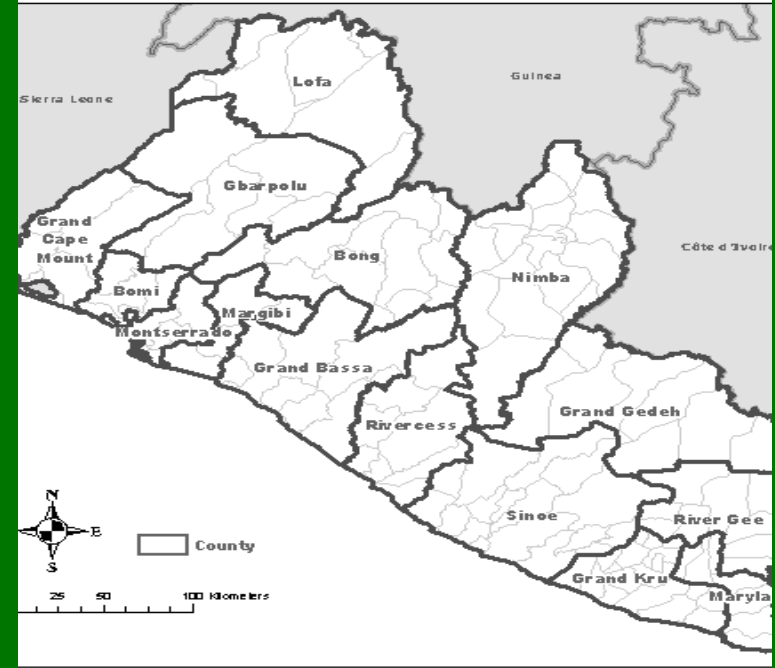 Lofa
Guinea
Sierra Leone
Gbarpolu
Grand
Cape
Mount
Bong
Côte d'Ivoire
Nimba
Bomi
Margibi
Montserrado
Grand Bassa
Grand Gedeh
Rivercess
N
E
S
County
Sinoe
River Gee
Grand Kru
Maryla
25 50 100 Kilometers